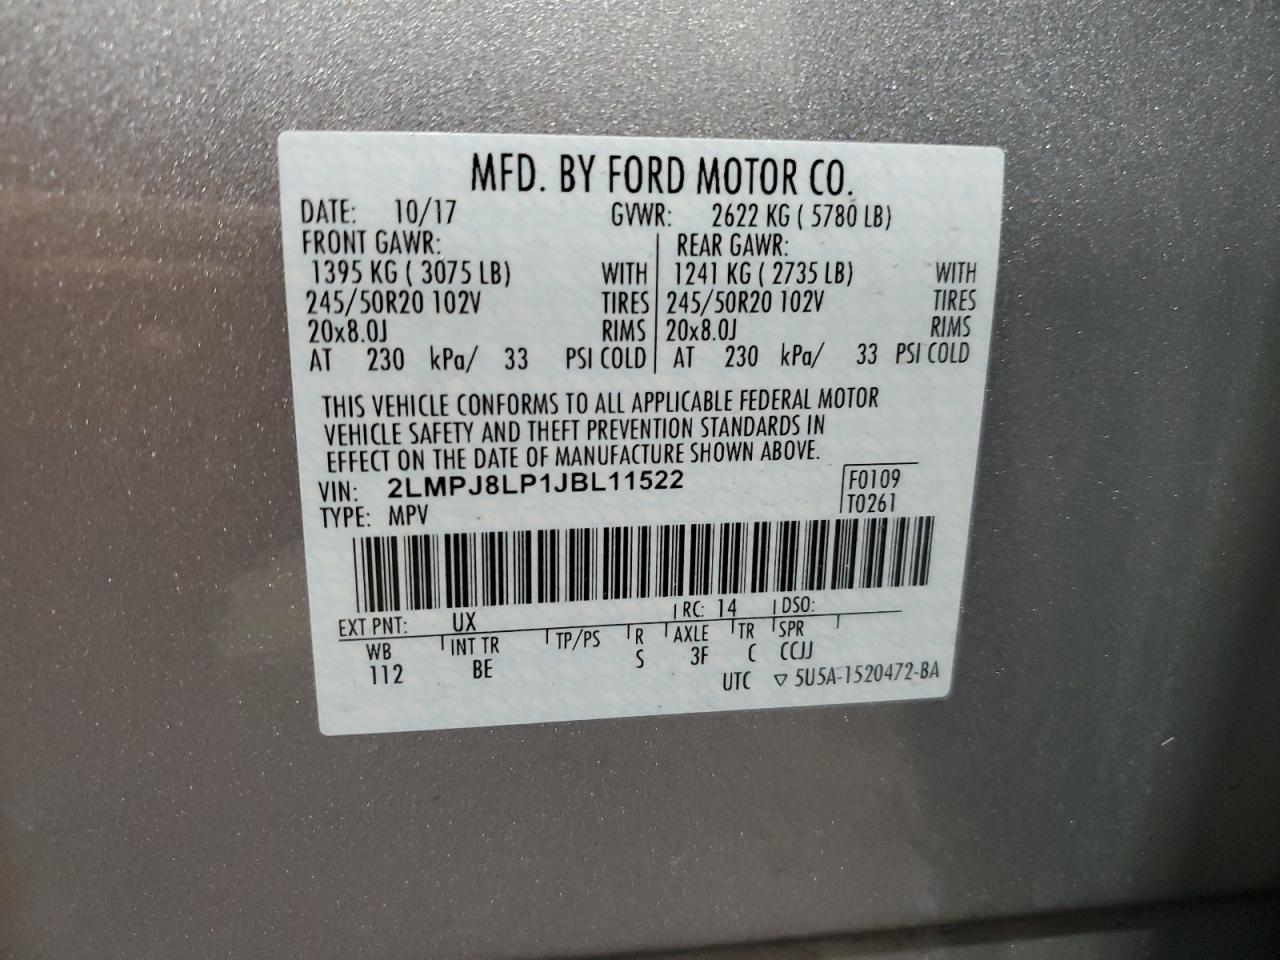 MFD. BY FORD MOTOR CO.
DATE: 10/17 GVWR: 2622 KG ( 5780 LB)
FRONT GAWR: REAR GAWR:
1395 KG ( 3075 LB) WITH 1241 KG ( 2735 LB) WITH
245/50R20 102V TIRES 245/50R20 102V TIRES
20x8.0J RIMS 20x8.0J RIMS
AT 230 kPa/ 33 PSI COLD AT 230 kPa/ 33 PSI COLD
THIS VEHICLE CONFORMS TO ALL APPLICABLE FEDERAL MOTOR
VEHICLE SAFETY AND THEFT PREVENTION STANDARDS IN
EFFECT ON THE DATE OF MANUFACTURE SHOWN ABOVE.
VIN: 2LMPJ8LP1JBL11522 F0109
TYPE: MPV T0261
EXT PNT: UX RC: 14 DSO:
WB INT TR TP/PS R AXLE TR SPR
112 BE S 3F C CCJJ
UTC ▽ 5U5A-1520472-BA